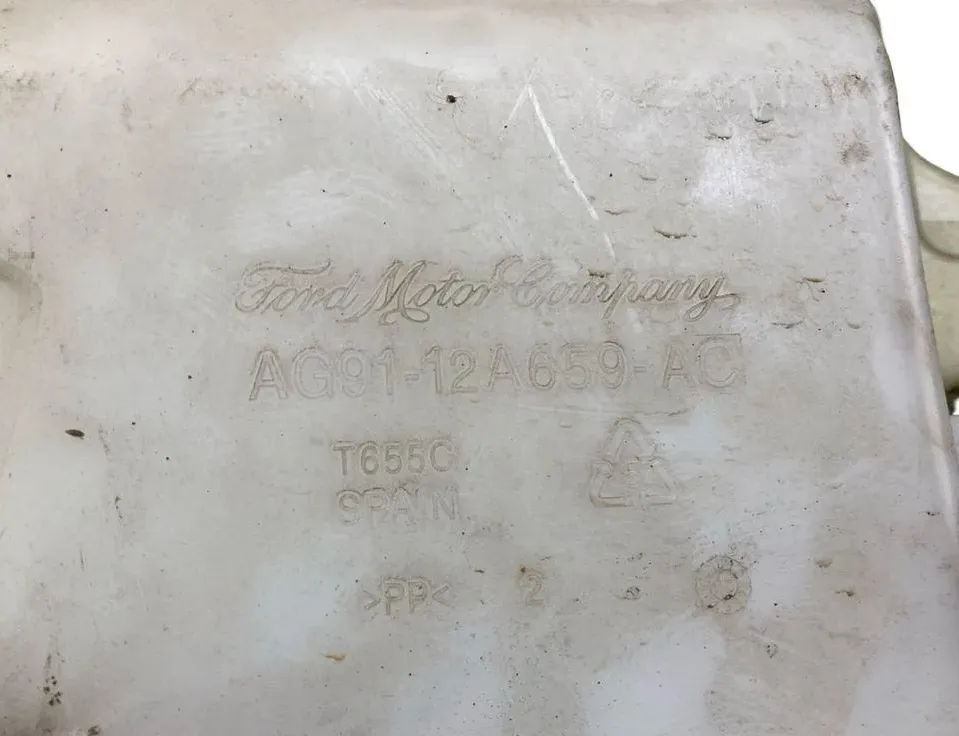 Ford Motor Company
AG91-12A659-AC
T655C
SPAIN
>PP<
2